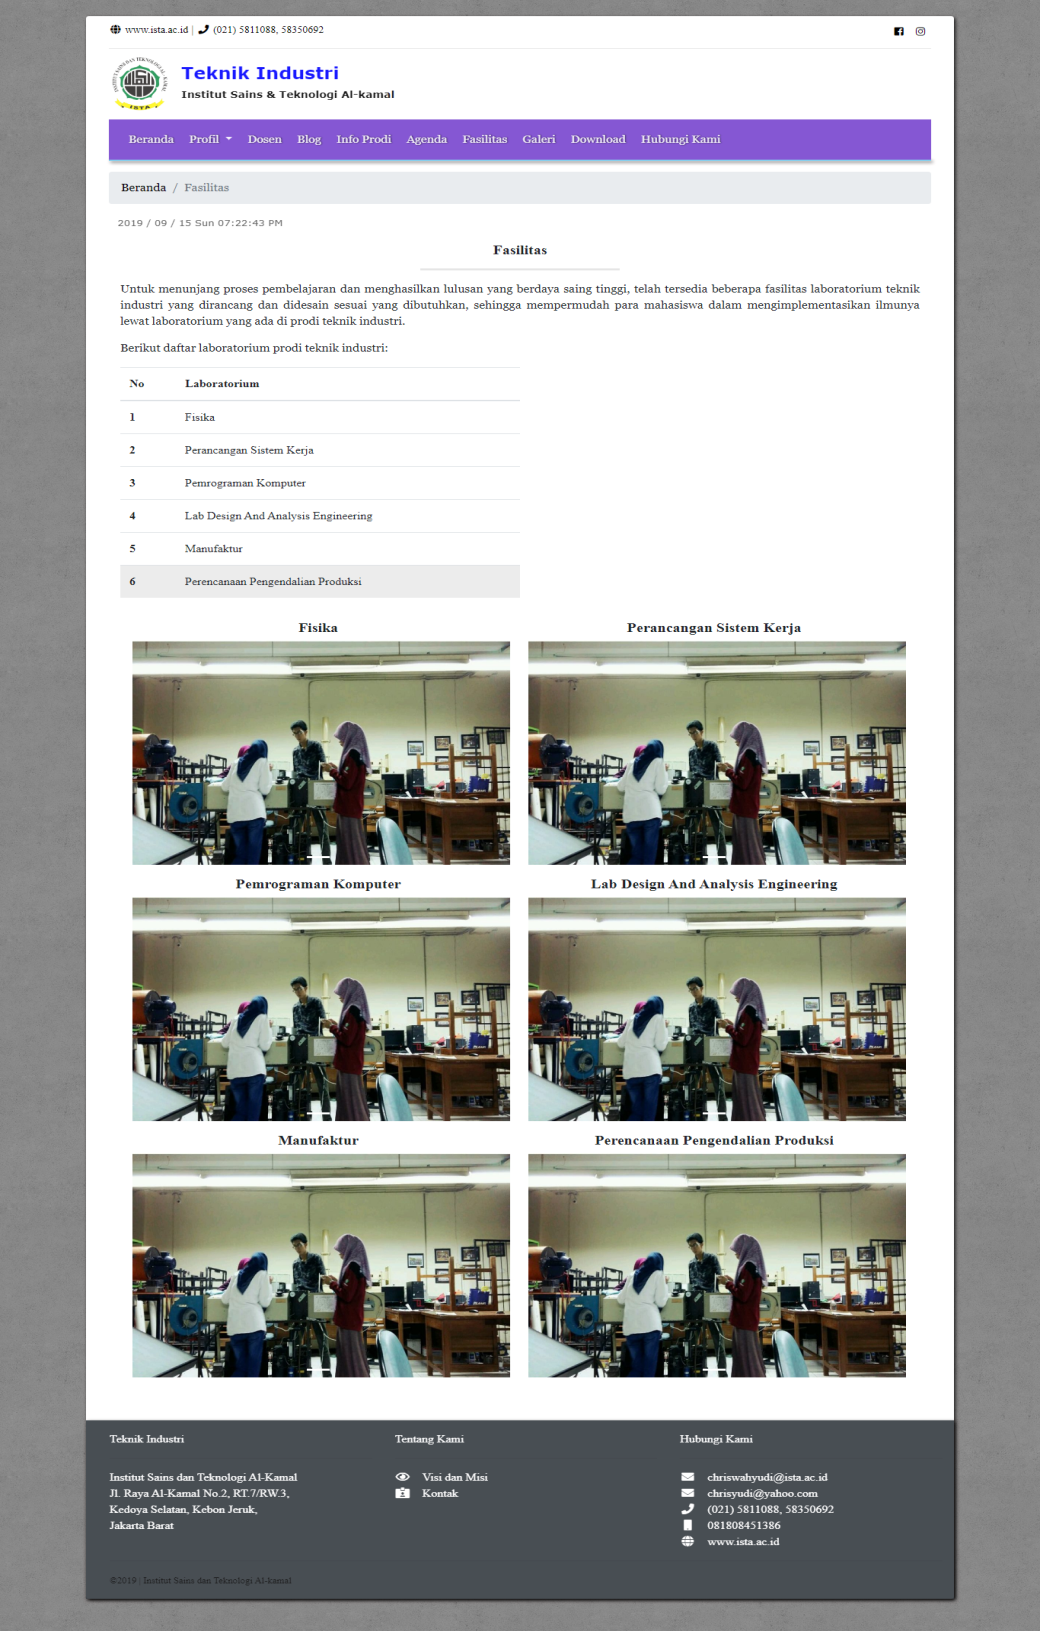 www.ista.ac.id | (021) 5811088, 58350692
ISTA
Teknik Industri
Institut Sains & Teknologi Al-kamal
Beranda Profil Dosen Blog Info Prodi Agenda Fasilitas Galeri Download Hubungi Kami
Beranda / Fasilitas
2019 / 09 / 15 Sun 07:22:43 PM
Fasilitas
Untuk menunjang proses pembelajaran dan menghasilkan lulusan yang berdaya saing tinggi, telah tersedia beberapa fasilitas laboratorium teknik
industri yang dirancang dan didesain sesuai yang dibutuhkan, sehingga mempermudah para mahasiswa dalam mengimplementasikan ilmunya
lewat laboratorium yang ada di prodi teknik industri.
Berikut daftar laboratorium prodi teknik industri:
No Laboratorium
1 Fisika
2 Perancangan Sistem Kerja
3 Pemrograman Komputer
4 Lab Design And Analysis Engineering
5 Manufaktur
6 Perencanaan Pengendalian Produksi
Fisika Perancangan Sistem Kerja
Pemrograman Komputer Lab Design And Analysis Engineering
Manufaktur Perencanaan Pengendalian Produksi
Teknik Industri
Institut Sains dan Teknologi A1-Kamal
Jl. Raya A1-Kamal No.2, RT.7/RW.3,
Kedoya Selatan, Kebon Jeruk,
Jakarta Barat
Tentang Kami
Visi dan Misi
Kontak
Hubungi Kami
chriswahyudi@ista.ac.id
chrisyudi@yahoo.com
(021) 5811088, 58350692
081808451386
www.ista.ac.id
©2019 | Institut Sains dan Teknologi Al-kamal